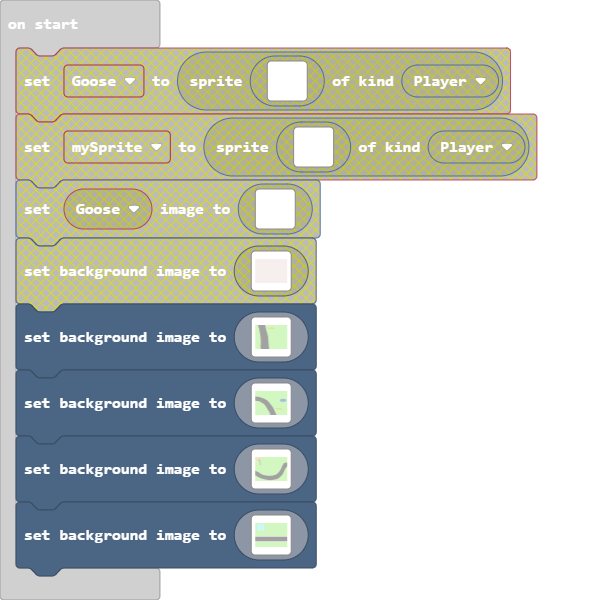 on start
set Goose to sprite of kind Player
set mySprite to sprite of kind Player
set Goose image to
set background image to
set background image to
set background image to
set background image to
set background image to